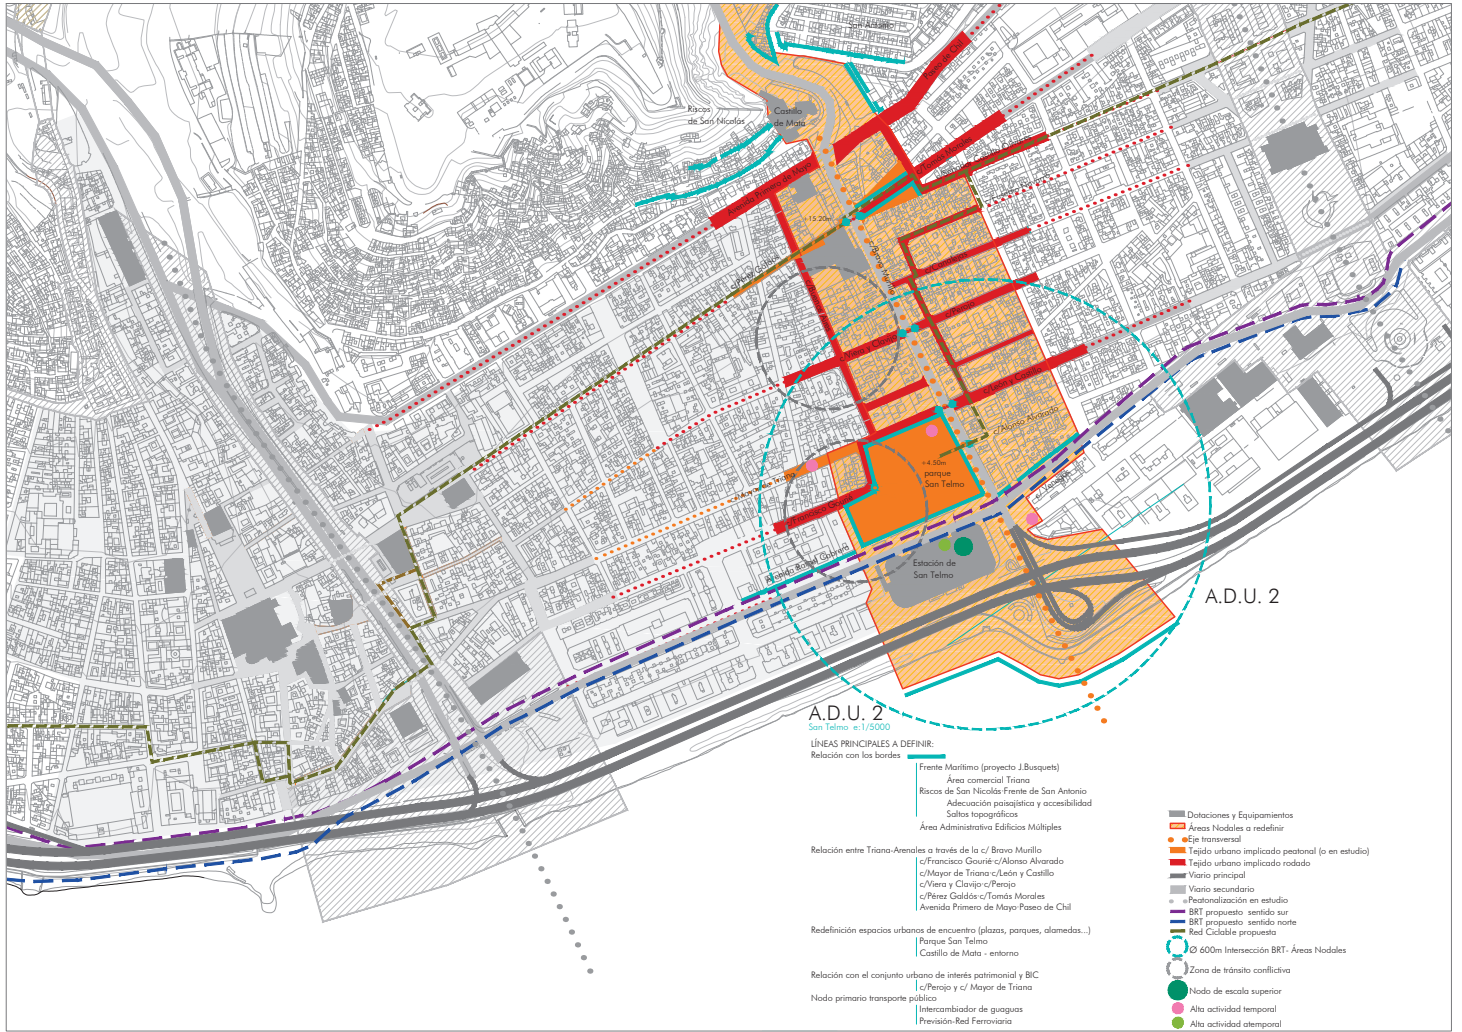 San Antonio
Paseo de Chil
Riscos
de San Nicolás
Castillo
de Mata
c/Tomás Morales
Avenida Primero de Mayo
+15.20m
c/Bravo Murillo
c/Pérez Galdós
c/Canalejas
c/Buenos Aires
c/Perojo
c/Viera y Clavijo
c/León y Castillo
c/Alonso Alvarado
+4.50m
parque
San Telmo
c/Mayor de Triana
c/Francisco Gourié
c/ Venegas
Avenida Rafael Cabrera
Estación de
San Telmo
A.D.U. 2
A.D.U. 2
San Telmo e:1/5000
LÍNEAS PRINCIPALES A DEFINIR:
Relación con los bordes
Frente Marítimo (proyecto J.Busquets)
Área comercial Triana
Riscos de San Nicolás-Frente de San Antonio
Adecuación paisajística y accesibilidad
Saltos topográficos
Área Administrativa Edificios Múltiples
Relación entre Triana-Arenales a través de la c/ Bravo Murillo
c/Francisco Gourié-c/Alonso Alvarado
c/Mayor de Triana-c/León y Castillo
c/Viera y Clavijo-c/Perojo
c/Pérez Galdós-c/Tomás Morales
Avenida Primero de Mayo-Paseo de Chil
Redefinición espacios urbanos de encuentro (plazas, parques, alamedas...)
Parque San Telmo
Castillo de Mata - entorno
Relación con el conjunto urbano de interés patrimonial y BIC
c/Perojo y c/ Mayor de Triana
Nodo primario transporte público
Intercambiador de guaguas
Previsión-Red Ferroviaria
Dotaciones y Equipamientos
Áreas Nodales a redefinir
Eje transversal
Tejido urbano implicado peatonal (o en estudio)
Tejido urbano implicado rodado
Viario principal
Viario secundario
Peatonalización en estudio
BRT propuesto sentido sur
BRT propuesto sentido norte
Red Ciclable propuesta
Ø 600m Intersección BRT- Áreas Nodales
Zona de tránsito conflictiva
Nodo de escala superior
Alta actividad temporal
Alta actividad atemporal